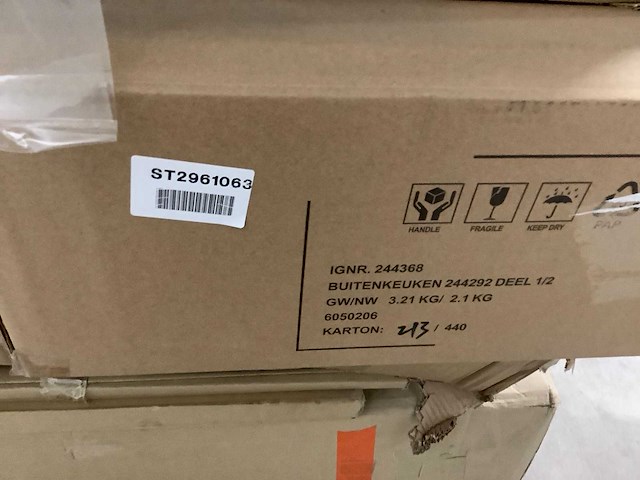 ST2961063
HANDLE
FRAGILE
KEEP DRY
PAP
IGNR. 244368
BUITENKEUKEN 244292 DEEL 1/2
GW/NW 3.21 KG/ 2.1 KG
6050206
KARTON: 213 / 440